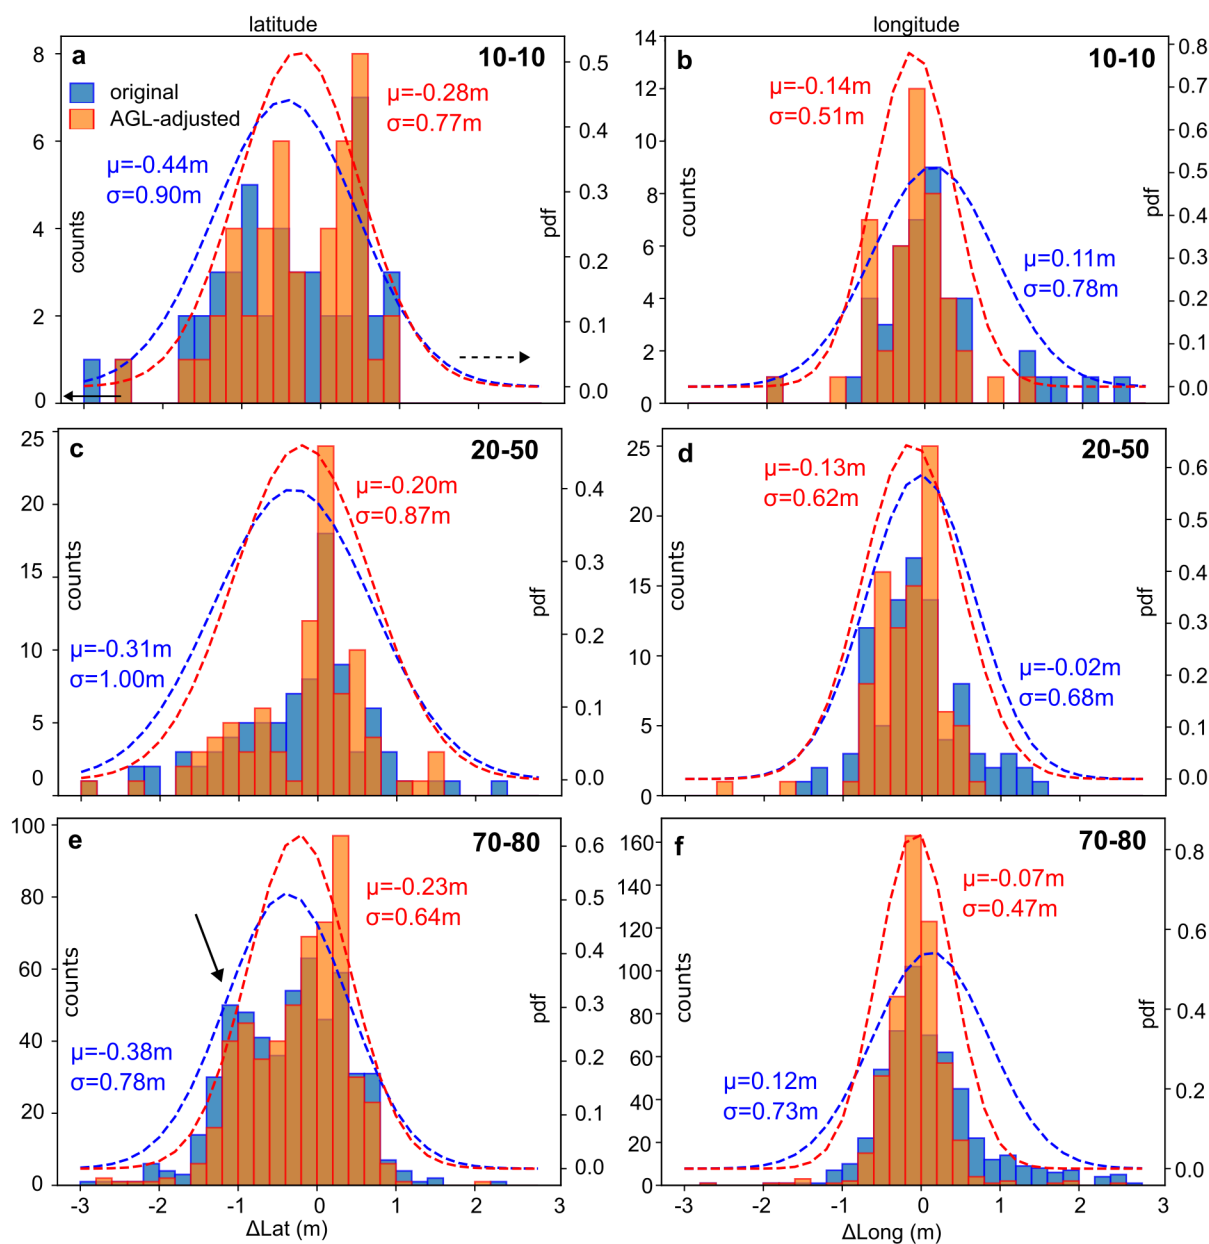 latitude
longitude
a
10-10
original
AGL-adjusted
μ=-0.28m
σ=0.77m
μ=-0.44m
σ=0.90m
counts
pdf
8
6
4
2
0
0.5
0.4
0.3
0.2
0.1
0.0
b
10-10
μ=-0.14m
σ=0.51m
μ=0.11m
σ=0.78m
counts
pdf
14
12
10
8
6
4
2
0
0.8
0.7
0.6
0.5
0.4
0.3
0.2
0.1
0.0
c
20-50
μ=-0.20m
σ=0.87m
μ=-0.31m
σ=1.00m
counts
pdf
25
20
15
10
5
0
0.4
0.3
0.2
0.1
0.0
d
20-50
μ=-0.13m
σ=0.62m
μ=-0.02m
σ=0.68m
counts
pdf
25
20
15
10
5
0
0.6
0.5
0.4
0.3
0.2
0.1
0.0
e
70-80
μ=-0.23m
σ=0.64m
μ=-0.38m
σ=0.78m
counts
pdf
100
80
60
40
20
0
0.6
0.5
0.4
0.3
0.2
0.1
0.0
-3
-2
-1
0
1
2
3
ΔLat (m)
f
70-80
μ=-0.07m
σ=0.47m
μ=0.12m
σ=0.73m
counts
pdf
160
140
120
100
80
60
40
20
0
0.8
0.6
0.4
0.2
0.0
-3
-2
-1
0
1
2
3
ΔLong (m)